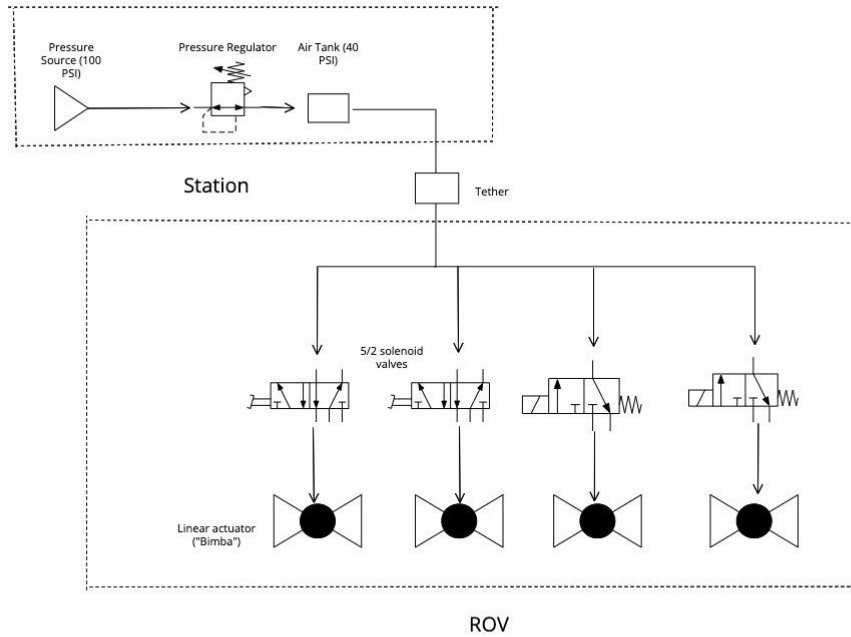 Pressure
Source (100
PSI)
Pressure Regulator
Air Tank (40
PSI)
Station
Tether
5/2 solenoid
valves
Linear actuator
("Bimba")
ROV